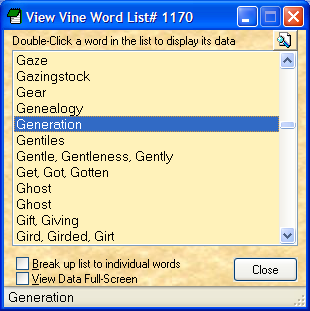 View Vine Word List# 1170
Double-Click a word in the list to display its data
Gaze
Gazingstock
Gear
Genealogy
Generation
Gentiles
Gentle, Gentleness, Gently
Get, Got, Gotten
Ghost
Ghost
Gift, Giving
Gird, Girded, Girt
Break up list to individual words
View Data Full-Screen
Close
Generation